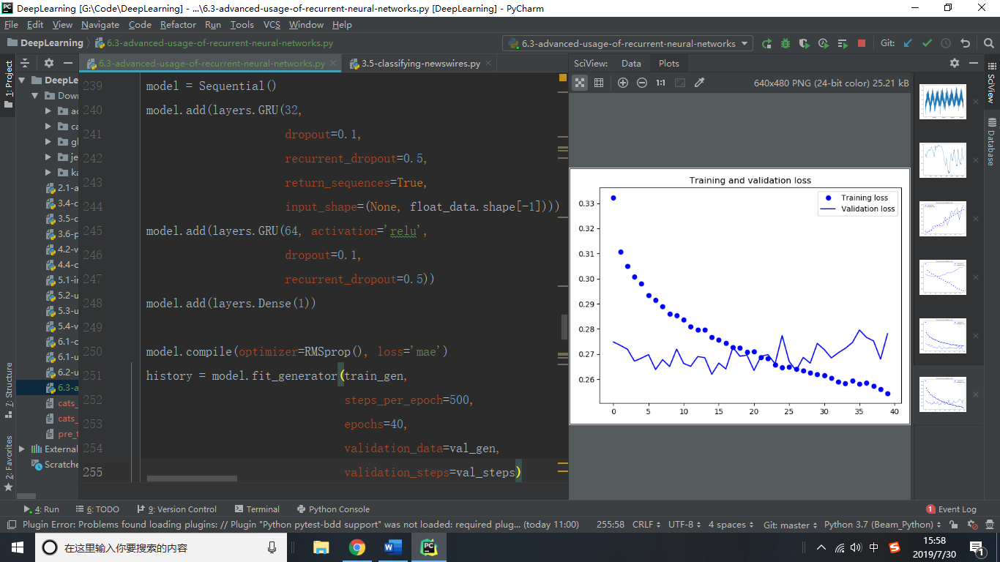 DeepLearning [G:\Code\DeepLearning] - ...\6.3-advanced-usage-of-recurrent-neural-networks.py [DeepLearning] - PyCharm
File Edit View Navigate Code Refactor Run Tools VCS Window Help
DeepLearning 6.3-advanced-usage-of-recurrent-neural-networks.py
6.3-advanced-usage-of-recurrent-neural-networks Git:
1: Project
7: Structure
2: Favorites
DeepLe
Dow
ac
ca
gl
je
ka
2.1-a
3.4-c
3.5-c
3.6-p
4.2-v
4.4-c
5.1-in
5.2-u
5.3-u
5.4-v
6.1-c
6.1-u
6.2-u
6.3-a
cats_
cats_
pre_t
External
Scratche
6.3-advanced-usage-of-recurrent-neural-networks.py 3.5-classifying-newswires.py
239 model = Sequential()
240 model.add(layers.GRU(32,
241 dropout=0.1,
242 recurrent_dropout=0.5,
243 return_sequences=True,
244 input_shape=(None, float_data.shape[-1])))
245 model.add(layers.GRU(64, activation='relu',
246 dropout=0.1,
247 recurrent_dropout=0.5))
248 model.add(layers.Dense(1))
249
250 model.compile(optimizer=RMSprop(), loss='mae')
251 history = model.fit_generator(train_gen,
252 steps_per_epoch=500,
253 epochs=40,
254 validation_data=val_gen,
255 validation_steps=val_steps)
SciView: Data Plots
1:1 640x480 PNG (24-bit color) 25.21 kB
Training and validation loss
Training loss
Validation loss
0.33
0.32
0.31
0.30
0.29
0.28
0.27
0.26
0 5 10 15 20 25 30 35 40
SciView
Database
4: Run 6: TODO 9: Version Control Terminal Python Console 1 Event Log
Plugin Error: Problems found loading plugins: // Plugin "Python pytest-bdd support" was not loaded: required plug... (today 11:00) 255:58 CRLF UTF-8 4 spaces Git: master Python 3.7 (Beam_Python)
在这里输入你要搜索的内容 中 15:58
2019/7/30
1